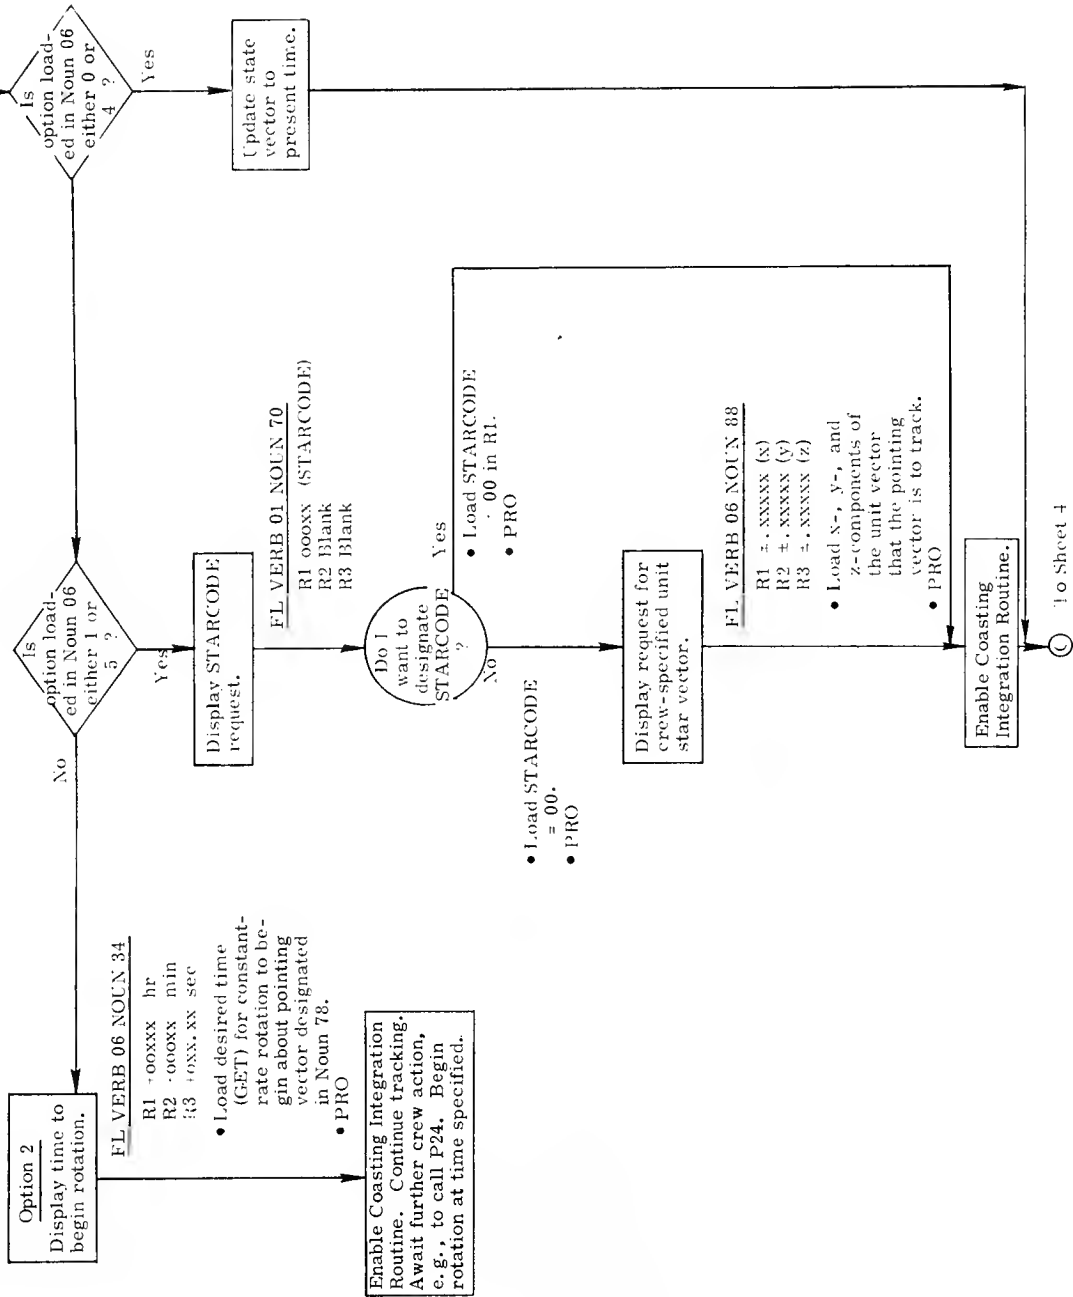 Is
option load-
ed in Noun 06
either 0 or
4 ?
Yes
Update state
vector to
present time.
Is
option load-
ed in Noun 06
either 1 or
5 ?
No
Yes
Display STARCODE
request.
FL VERB 01 NOUN 70
R1 oooxx (STARCODE)
R2 Blank
R3 Blank
Do I
want to
designate
STARCODE
?
Yes
• Load STARCODE
00 in R1.
• PRO
No
• Load STARCODE
= 00.
• PRO
Display request for
crew-specified unit
star vector.
FL VERB 06 NOUN 88
R1 ±.xxxxx (x)
R2 ±.xxxxx (y)
R3 ±.xxxxx (z)
• Load x-, y-, and
z-components of
the unit vector
that the pointing
vector is to track.
• PRO
Enable Coasting
Integration Routine.
C To Sheet 4
Option 2
Display time to
begin rotation.
FL VERB 06 NOUN 34
R1 +ooxxx hr
R2 +oooxx min
R3 +oxx.xx sec
• Load desired time
(GET) for constant-
rate rotation to be-
gin about pointing
vector designated
in Noun 78.
• PRO
Enable Coasting Integration
Routine. Continue tracking.
Await further crew action,
e.g., to call P24. Begin
rotation at time specified.